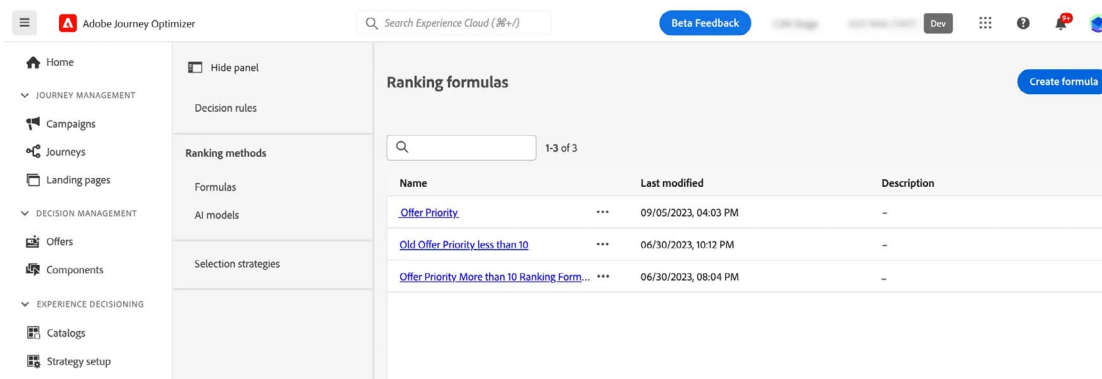 Adobe Journey Optimizer
Search Experience Cloud (⌘+/)
Beta Feedback
Dev
9+
Home
JOURNEY MANAGEMENT
Campaigns
Journeys
Landing pages
DECISION MANAGEMENT
Offers
Components
EXPERIENCE DECISIONING
Catalogs
Strategy setup
Hide panel
Decision rules
Ranking methods
Formulas
AI models
Selection strategies
Ranking formulas
Create formula
1-3 of 3
Name Last modified Description
Offer Priority ··· 09/05/2023, 04:03 PM –
Old Offer Priority less than 10 ··· 06/30/2023, 10:12 PM –
Offer Priority More than 10 Ranking Form... ··· 06/30/2023, 08:04 PM –